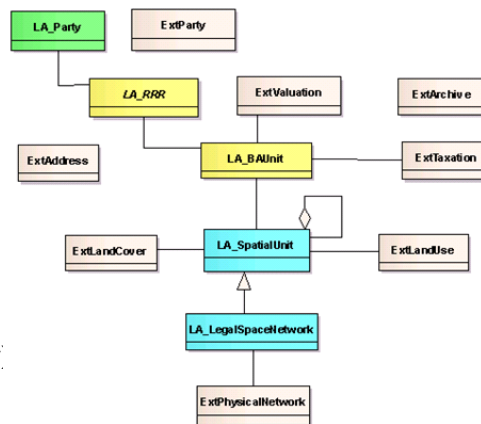 LA_Party
ExtParty
LA_RRR
ExtValuation
ExtArchive
ExtAddress
LA_BAUnit
ExtTaxation
LA_SpatialUnit
ExtLandCover
ExtLandUse
LA_LegalSpaceNetwork
ExtPhysicalNetwork